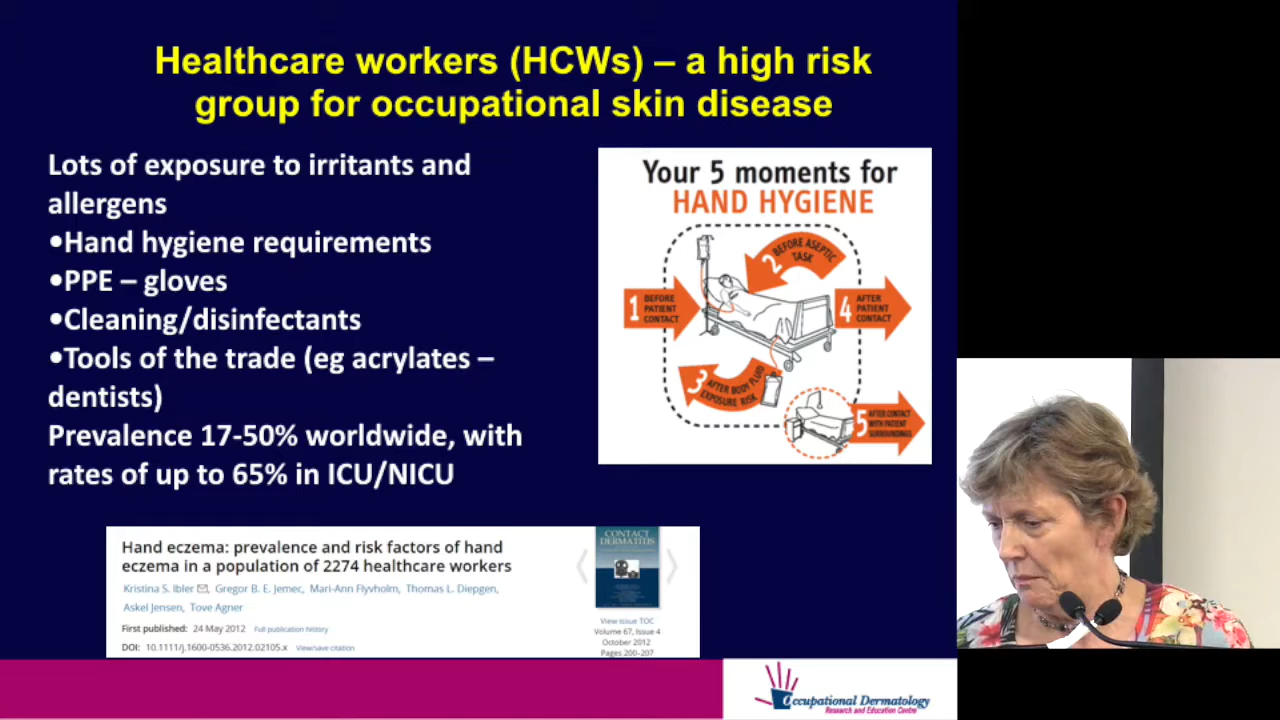 Healthcare workers (HCWs) – a high risk
group for occupational skin disease
Lots of exposure to irritants and
allergens
•Hand hygiene requirements
•PPE – gloves
•Cleaning/disinfectants
•Tools of the trade (eg acrylates –
dentists)
Prevalence 17-50% worldwide, with
rates of up to 65% in ICU/NICU
Your 5 moments for
HAND HYGIENE
1 BEFORE
PATIENT
CONTACT
2 BEFORE ASEPTIC
TASK
3 AFTER BODY FLUID
EXPOSURE RISK
4 AFTER
PATIENT
CONTACT
5 AFTER CONTACT
WITH PATIENT
SURROUNDINGS
Hand eczema: prevalence and risk factors of hand
eczema in a population of 2274 healthcare workers
Kristina S. Ibler, Gregor B. E. Jemec, Mari-Ann Flyvholm, Thomas L. Diepgen,
Askel Jensen, Tove Agner
First published: 24 May 2012 Full publication history
DOI: 10.1111/j.1600-0536.2012.02105.x View/save citation
CONTACT
DERMATITIS
View issue TOC
Volume 67, Issue 4
October 2012
Pages 200-207
Occupational Dermatology
Research and Education Centre